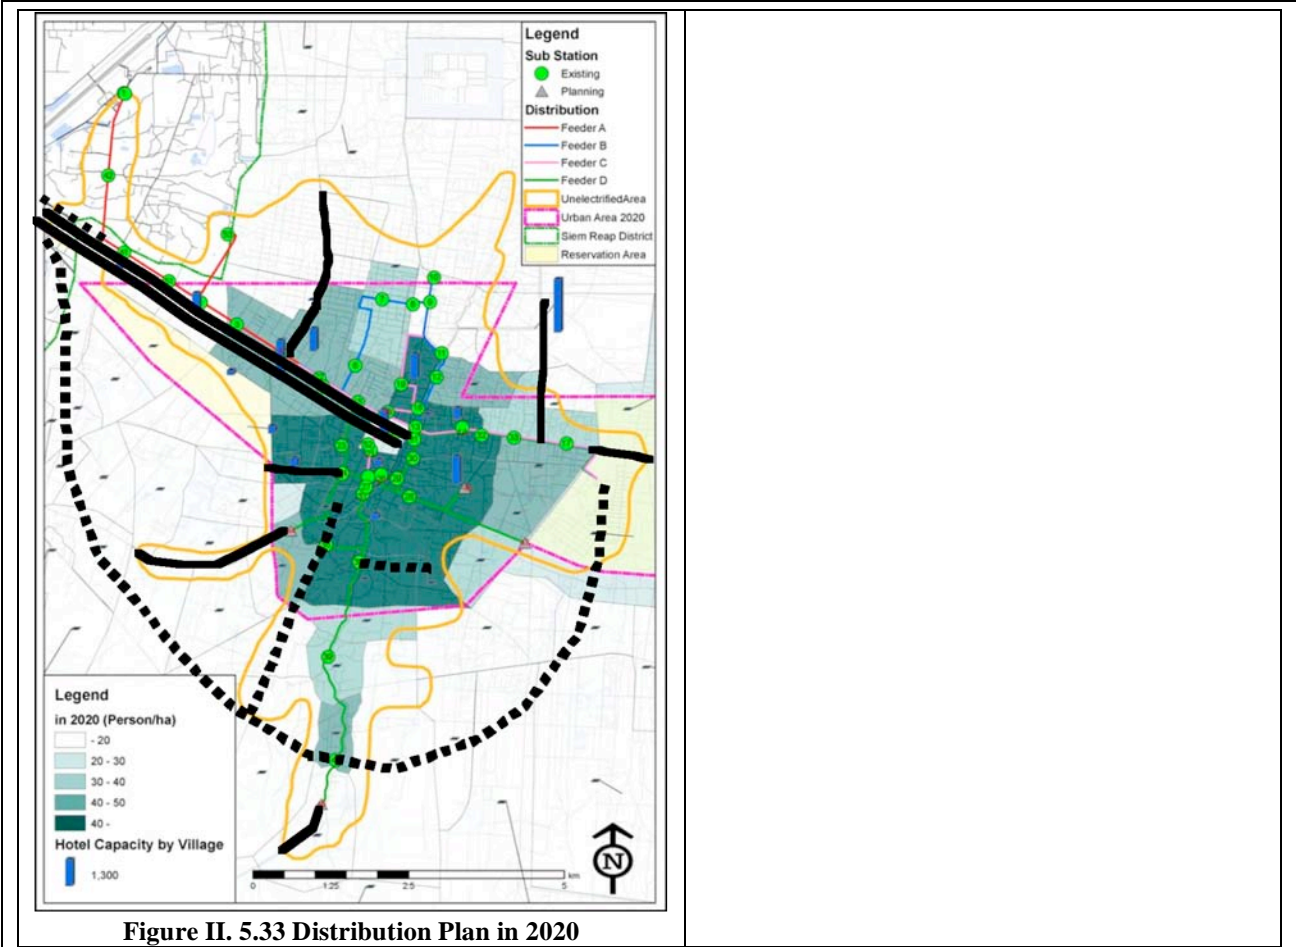 Legend
Sub Station
Existing
Planning
Distribution
Feeder A
Feeder B
Feeder C
Feeder D
UnelectrifiedArea
Urban Area 2020
Siem Reap District
Reservation Area
Legend
in 2020 (Person/ha)
- 20
20 - 30
30 - 40
40 - 50
40 -
Hotel Capacity by Village
1,300
N
km
0 1.25 2.5 5
Figure II. 5.33 Distribution Plan in 2020